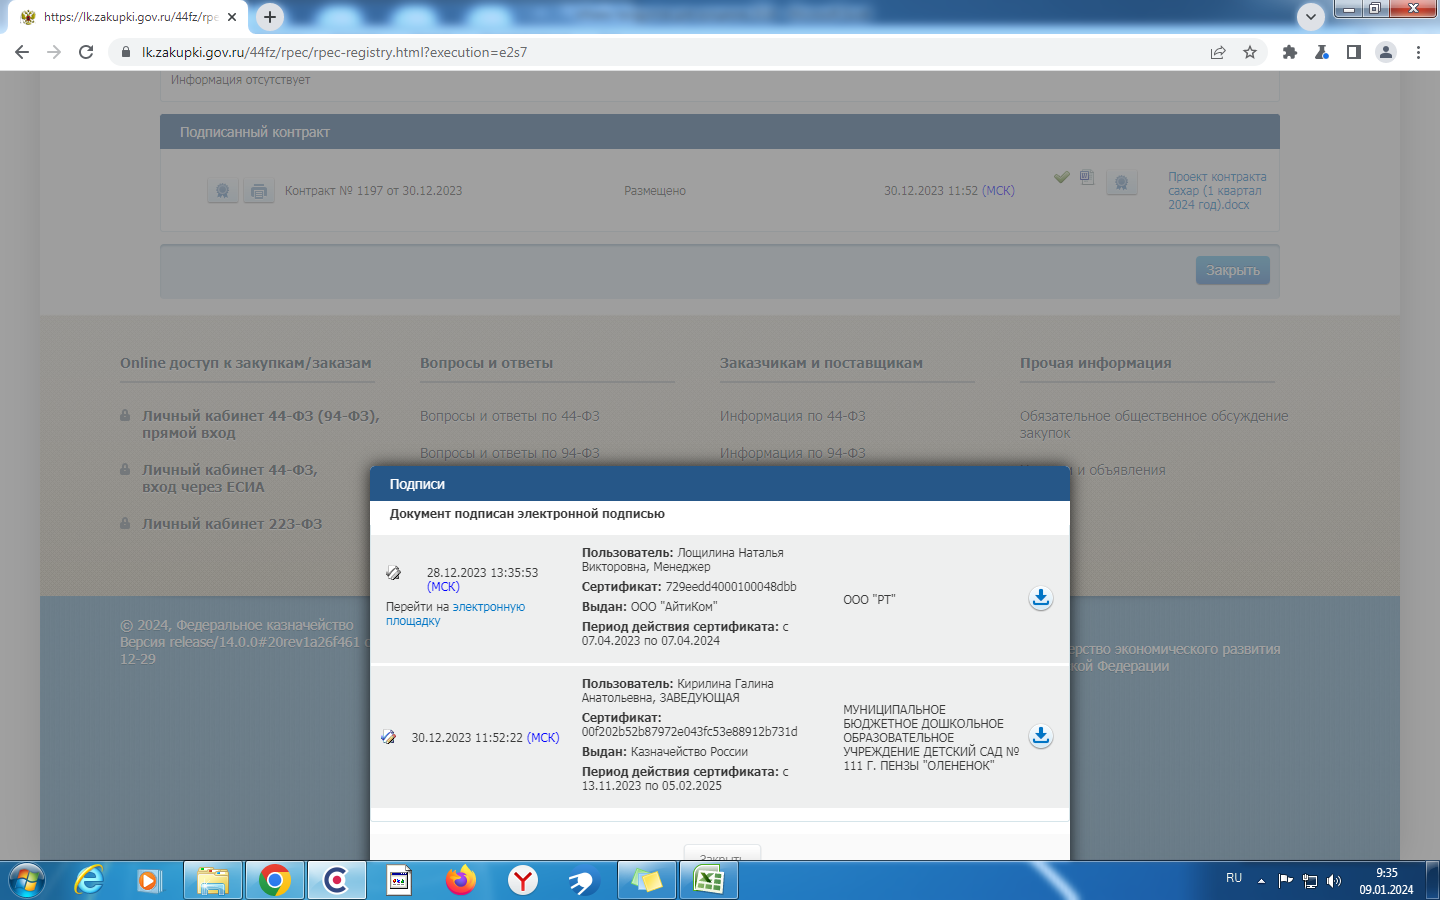 https://lk.zakupki.gov.ru/44fz/rpe
lk.zakupki.gov.ru/44fz/rpec/rpec-registry.html?execution=e2s7
Информация отсутствует
Подписанный контракт
Контракт № 1197 от 30.12.2023
Размещено
30.12.2023 11:52 (МСК)
Проект контракта
сахар (1 квартал
2024 год).docx
Закрыть
Online доступ к закупкам/заказам
Личный кабинет 44-ФЗ (94-ФЗ),
прямой вход
Личный кабинет 44-ФЗ,
вход через ЕСИА
Личный кабинет 223-ФЗ
Вопросы и ответы
Вопросы и ответы по 44-ФЗ
Вопросы и ответы по 94-ФЗ
Заказчикам и поставщикам
Информация по 44-ФЗ
Информация по 94-ФЗ
Прочая информация
Обязательное общественное обсуждение
закупок
и объявления
Подписи
Документ подписан электронной подписью
28.12.2023 13:35:53
(МСК)
Перейти на электронную
площадку
Пользователь: Лощилина Наталья
Викторовна, Менеджер
Сертификат: 729eedd4000100048dbb
Выдан: ООО "АйтиКом"
Период действия сертификата: с
07.04.2023 по 07.04.2024
ООО "РТ"
30.12.2023 11:52:22 (МСК)
Пользователь: Кирилина Галина
Анатольевна, ЗАВЕДУЮЩАЯ
Сертификат:
00f202b52b87972e043fc53e88912b731d
Выдан: Казначейство России
Период действия сертификата: с
13.11.2023 по 05.02.2025
МУНИЦИПАЛЬНОЕ
БЮДЖЕТНОЕ ДОШКОЛЬНОЕ
ОБРАЗОВАТЕЛЬНОЕ
УЧРЕЖДЕНИЕ ДЕТСКИЙ САД №
111 Г. ПЕНЗЫ "ОЛЕНЕНОК"
Закрыть
© 2024, Федеральное казначейство
Версия release/14.0.0#20rev1a26f461 о
12-29
ерство экономического развития
кой Федерации
RU
9:35
09.01.2024